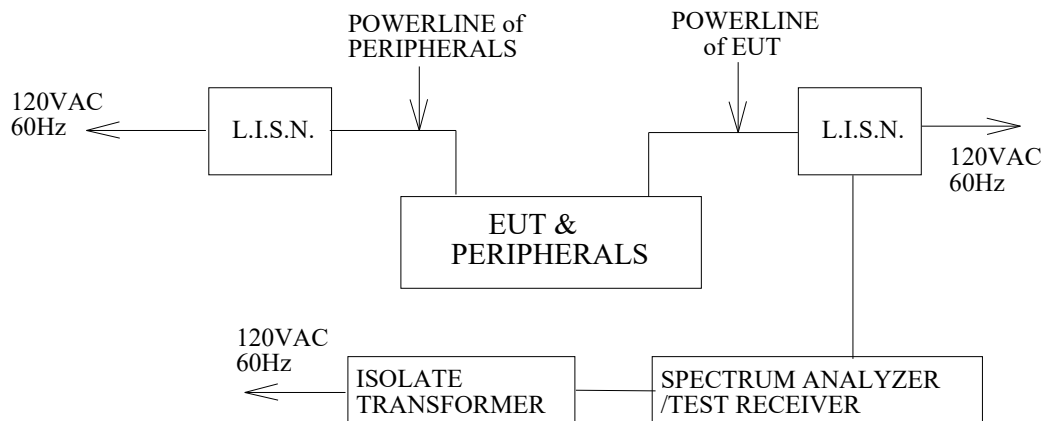 POWERLINE of
PERIPHERALS
POWERLINE
of EUT
120VAC
60Hz
L.I.S.N.
L.I.S.N.
120VAC
60Hz
EUT &
PERIPHERALS
120VAC
60Hz
ISOLATE
TRANSFORMER
SPECTRUM ANALYZER
/TEST RECEIVER